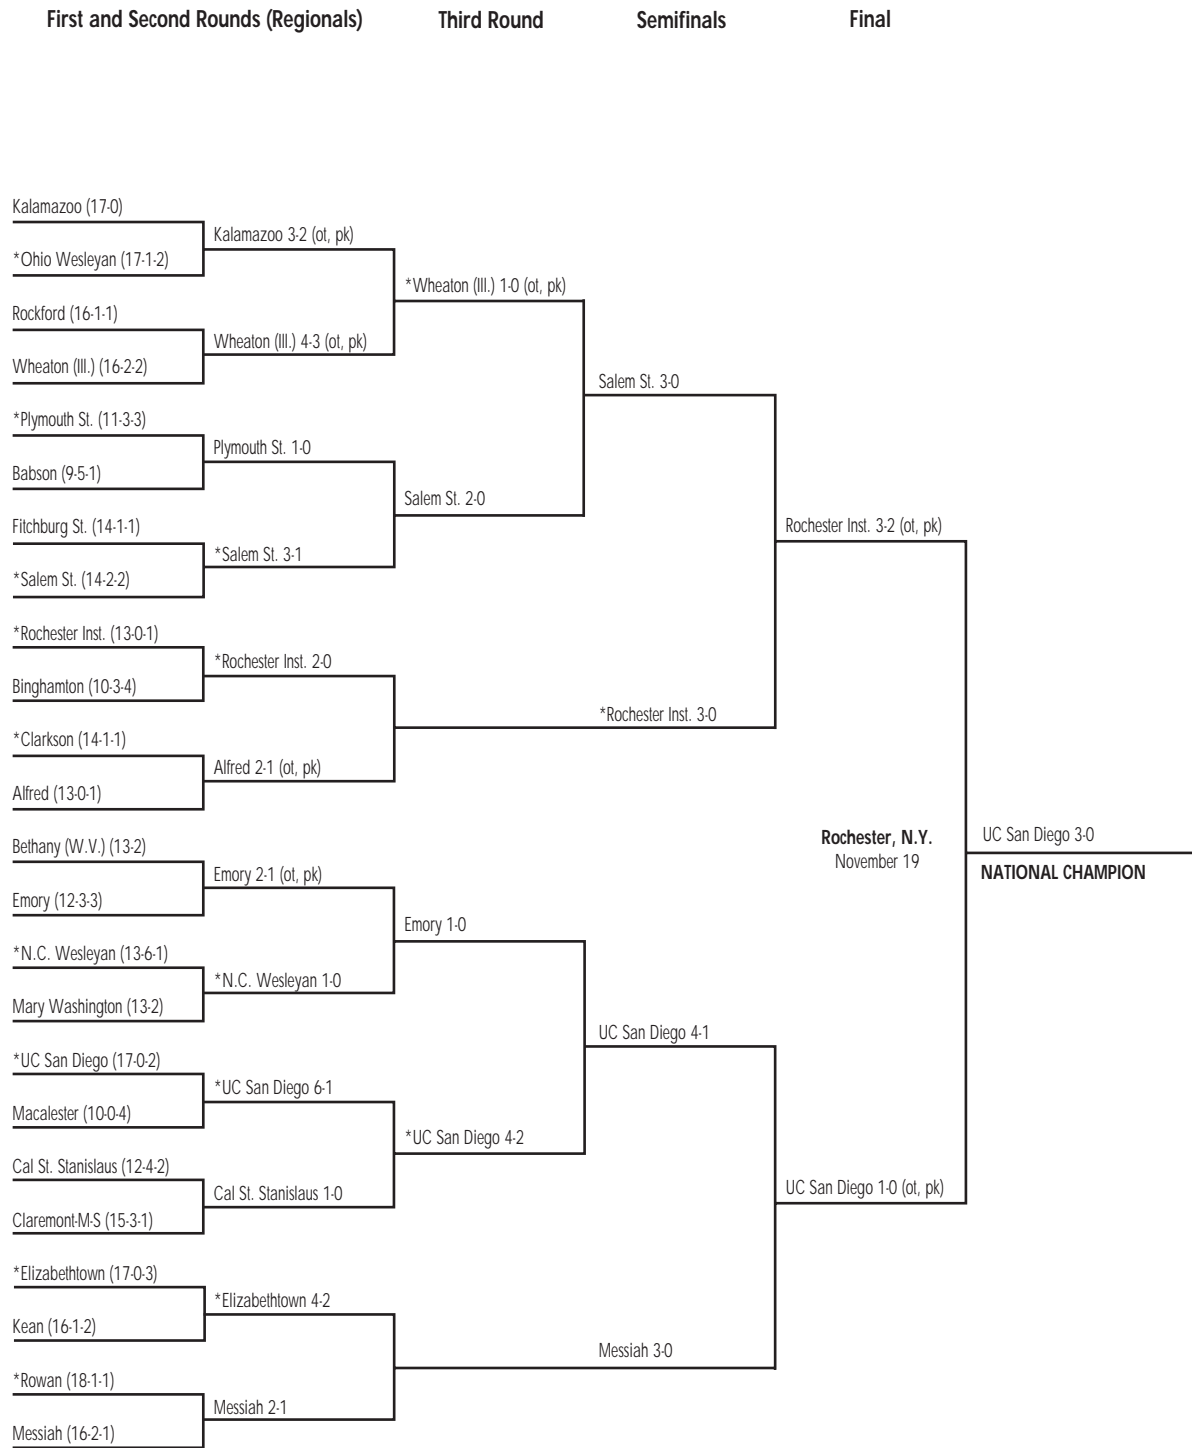 First and Second Rounds (Regionals) Third Round Semifinals Final
Kalamazoo (17-0)
Kalamazoo 3-2 (ot, pk)
*Ohio Wesleyan (17-1-2)
*Wheaton (Ill.) 1-0 (ot, pk)
Rockford (16-1-1)
Wheaton (Ill.) 4-3 (ot, pk)
Wheaton (Ill.) (16-2-2)
Salem St. 3-0
*Plymouth St. (11-3-3)
Plymouth St. 1-0
Babson (9-5-1)
Salem St. 2-0
Fitchburg St. (14-1-1)
Rochester Inst. 3-2 (ot, pk)
*Salem St. 3-1
*Salem St. (14-2-2)
*Rochester Inst. (13-0-1)
*Rochester Inst. 2-0
Binghamton (10-3-4)
*Rochester Inst. 3-0
*Clarkson (14-1-1)
Alfred 2-1 (ot, pk)
Alfred (13-0-1)
Rochester, N.Y.
November 19
UC San Diego 3-0
NATIONAL CHAMPION
Bethany (W.V.) (13-2)
Emory 2-1 (ot, pk)
Emory (12-3-3)
Emory 1-0
*N.C. Wesleyan (13-6-1)
*N.C. Wesleyan 1-0
Mary Washington (13-2)
UC San Diego 4-1
*UC San Diego (17-0-2)
*UC San Diego 6-1
Macalester (10-0-4)
*UC San Diego 4-2
Cal St. Stanislaus (12-4-2)
Cal St. Stanislaus 1-0
UC San Diego 1-0 (ot, pk)
Claremont-M-S (15-3-1)
*Elizabethtown (17-0-3)
*Elizabethtown 4-2
Kean (16-1-2)
Messiah 3-0
*Rowan (18-1-1)
Messiah 2-1
Messiah (16-2-1)